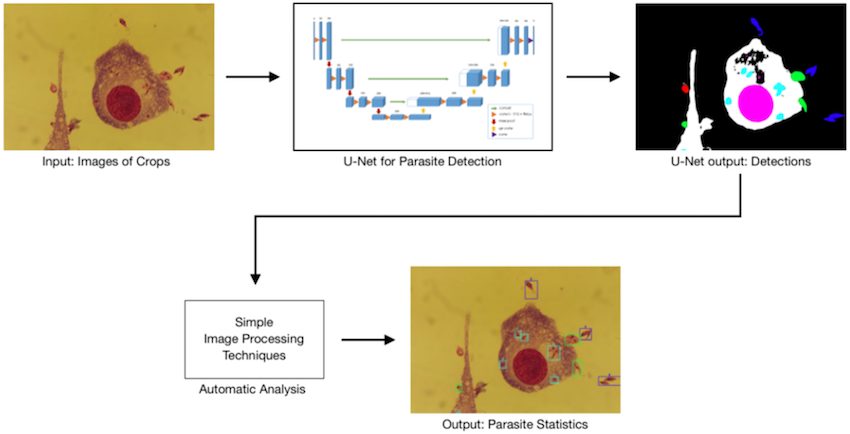 Input: Images of Crops
U-Net for Parasite Detection
U-Net output: Detections
Simple
Image Processing
Techniques
Automatic Analysis
Output: Parasite Statistics